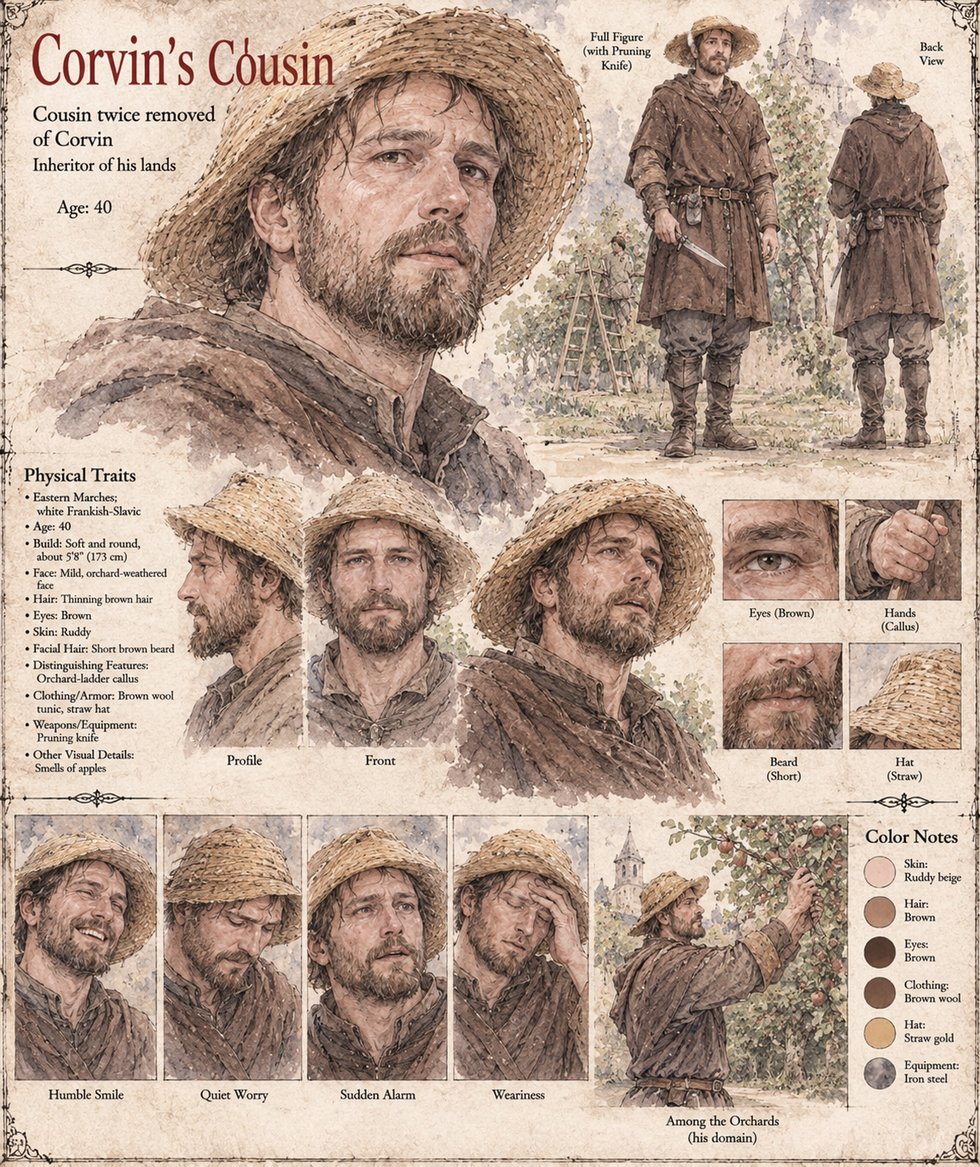 Corvin's Cousin
Cousin twice removed
of Corvin
Inheritor of his lands
Age: 40
Full Figure
(with Pruning
Knife)
Back
View
Physical Traits
• Eastern Marches;
white Frankish-Slavic
• Age: 40
• Build: Soft and round,
about 5'8" (173 cm)
• Face: Mild, orchard-weathered
face
• Hair: Thinning brown hair
• Eyes: Brown
• Skin: Ruddy
• Facial Hair: Short brown beard
• Distinguishing Features:
Orchard-ladder callus
• Clothing/Armor: Brown wool
tunic, straw hat
• Weapons/Equipment:
Pruning knife
• Other Visual Details:
Smells of apples
Profile
Front
Eyes (Brown)
Hands
(Callus)
Beard
(Short)
Hat
(Straw)
Humble Smile
Quiet Worry
Sudden Alarm
Weariness
Among the Orchards
(his domain)
Color Notes
Skin:
Ruddy beige
Hair:
Brown
Eyes:
Brown
Clothing:
Brown wool
Hat:
Straw gold
Equipment:
Iron steel